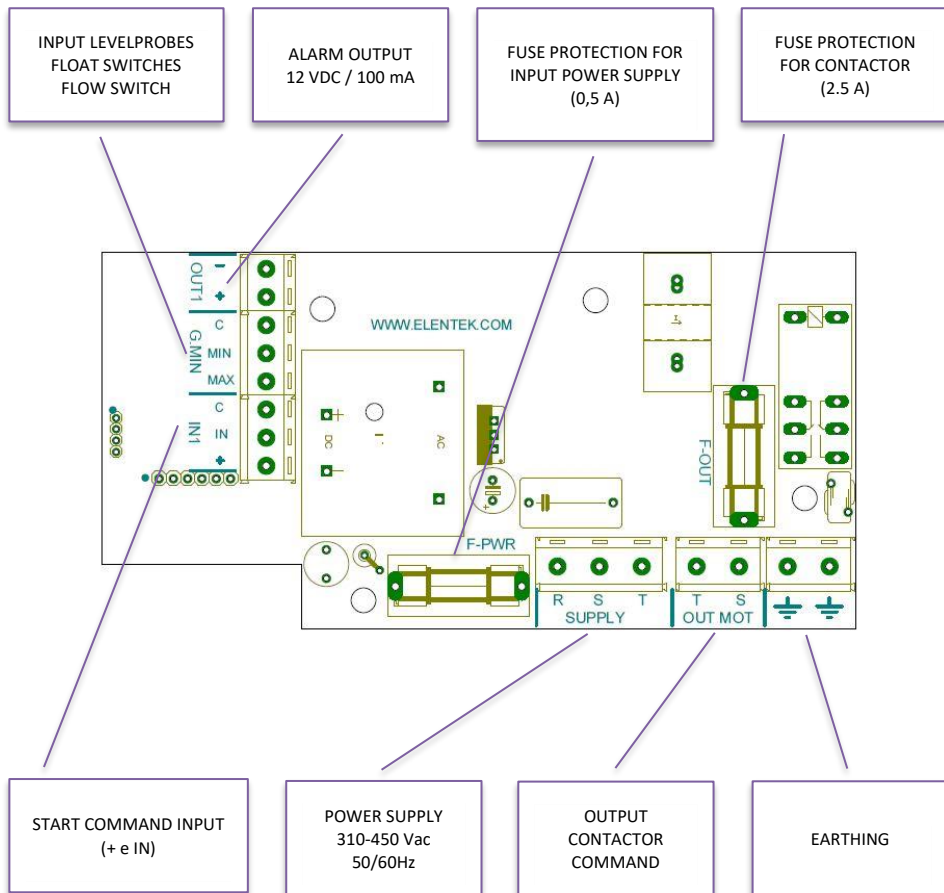 INPUT LEVELPROBES
FLOAT SWITCHES
FLOW SWITCH
ALARM OUTPUT
12 VDC / 100 mA
FUSE PROTECTION FOR
INPUT POWER SUPPLY
(0,5 A)
FUSE PROTECTION
FOR CONTACTOR
(2.5 A)
OUT1
-
+
G.MIN
C
MIN
MAX
IN1
C
IN
+
WWW.ELENTEK.COM
+
DC
-
AC
+
F-OUT
F-PWR
R S T
SUPPLY
T S
OUT MOT
START COMMAND INPUT
(+ e IN)
POWER SUPPLY
310-450 Vac
50/60Hz
OUTPUT
CONTACTOR
COMMAND
EARTHING